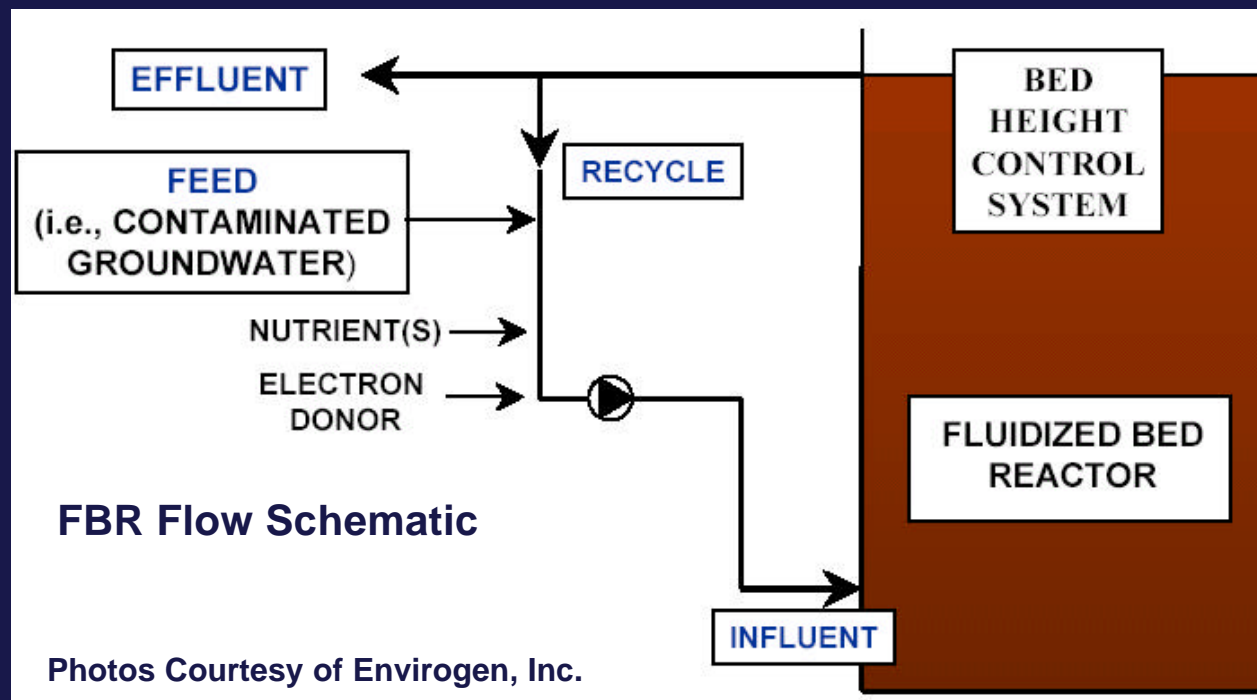 EFFLUENT
BED
HEIGHT
CONTROL
SYSTEM
RECYCLE
FEED
(i.e., CONTAMINATED
GROUNDWATER)
NUTRIENT(S)
ELECTRON
DONOR
FLUIDIZED BED
REACTOR
FBR Flow Schematic
INFLUENT
Photos Courtesy of Envirogen, Inc.